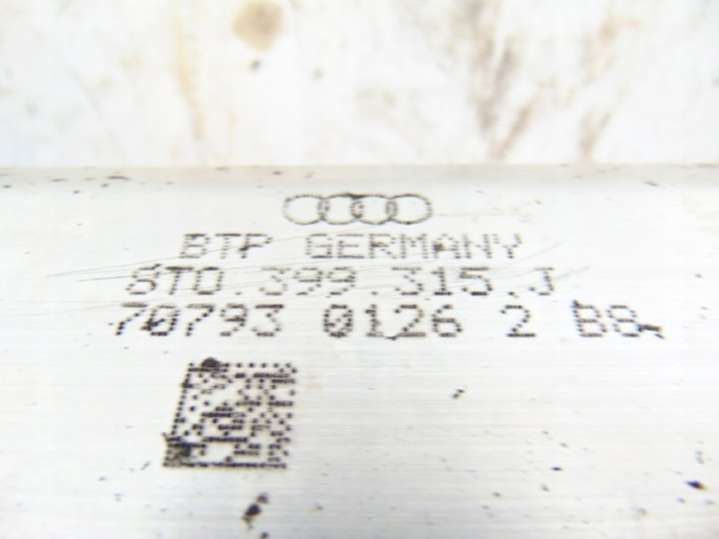 BTP GERMANY
8T0 399.315.J
70793 0126 2 B8